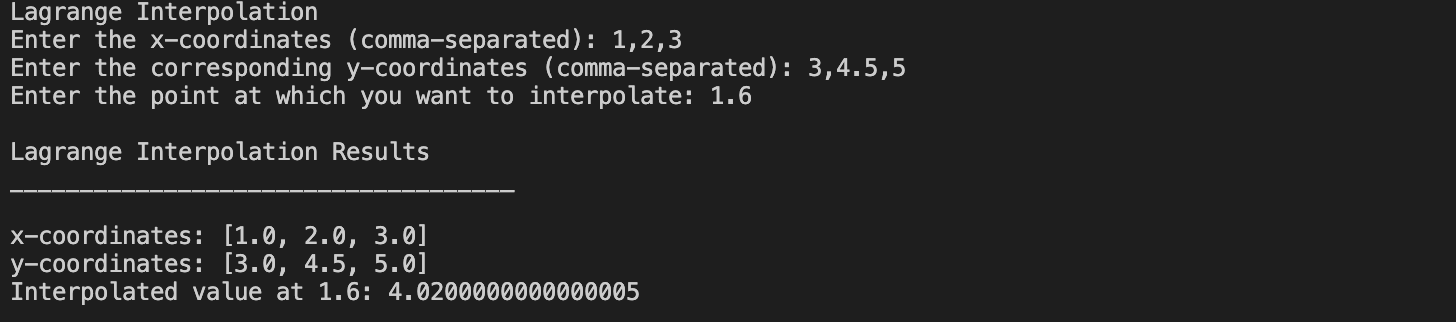 Lagrange Interpolation
Enter the x-coordinates (comma-separated): 1,2,3
Enter the corresponding y-coordinates (comma-separated): 3,4.5,5
Enter the point at which you want to interpolate: 1.6
Lagrange Interpolation Results
____________________________________
x-coordinates: [1.0, 2.0, 3.0]
y-coordinates: [3.0, 4.5, 5.0]
Interpolated value at 1.6: 4.0200000000000005